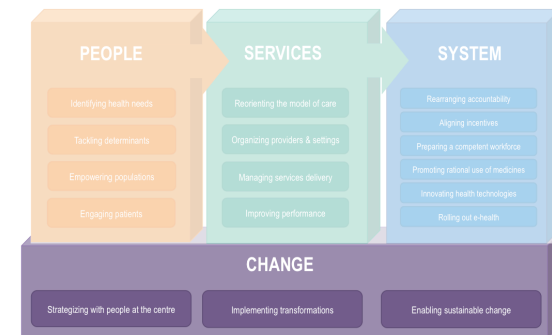 PEOPLE
Identifying health needs
Tackling determinants
Empowering populations
Engaging patients
SERVICES
Reorienting the model of care
Organizing providers & settings
Managing services delivery
Improving performance
SYSTEM
Rearranging accountability
Aligning incentives
Preparing a competent workforce
Promoting rational use of medicines
Innovating health technologies
Rolling out e-health
CHANGE
Strategizing with people at the centre
Implementing transformations
Enabling sustainable change